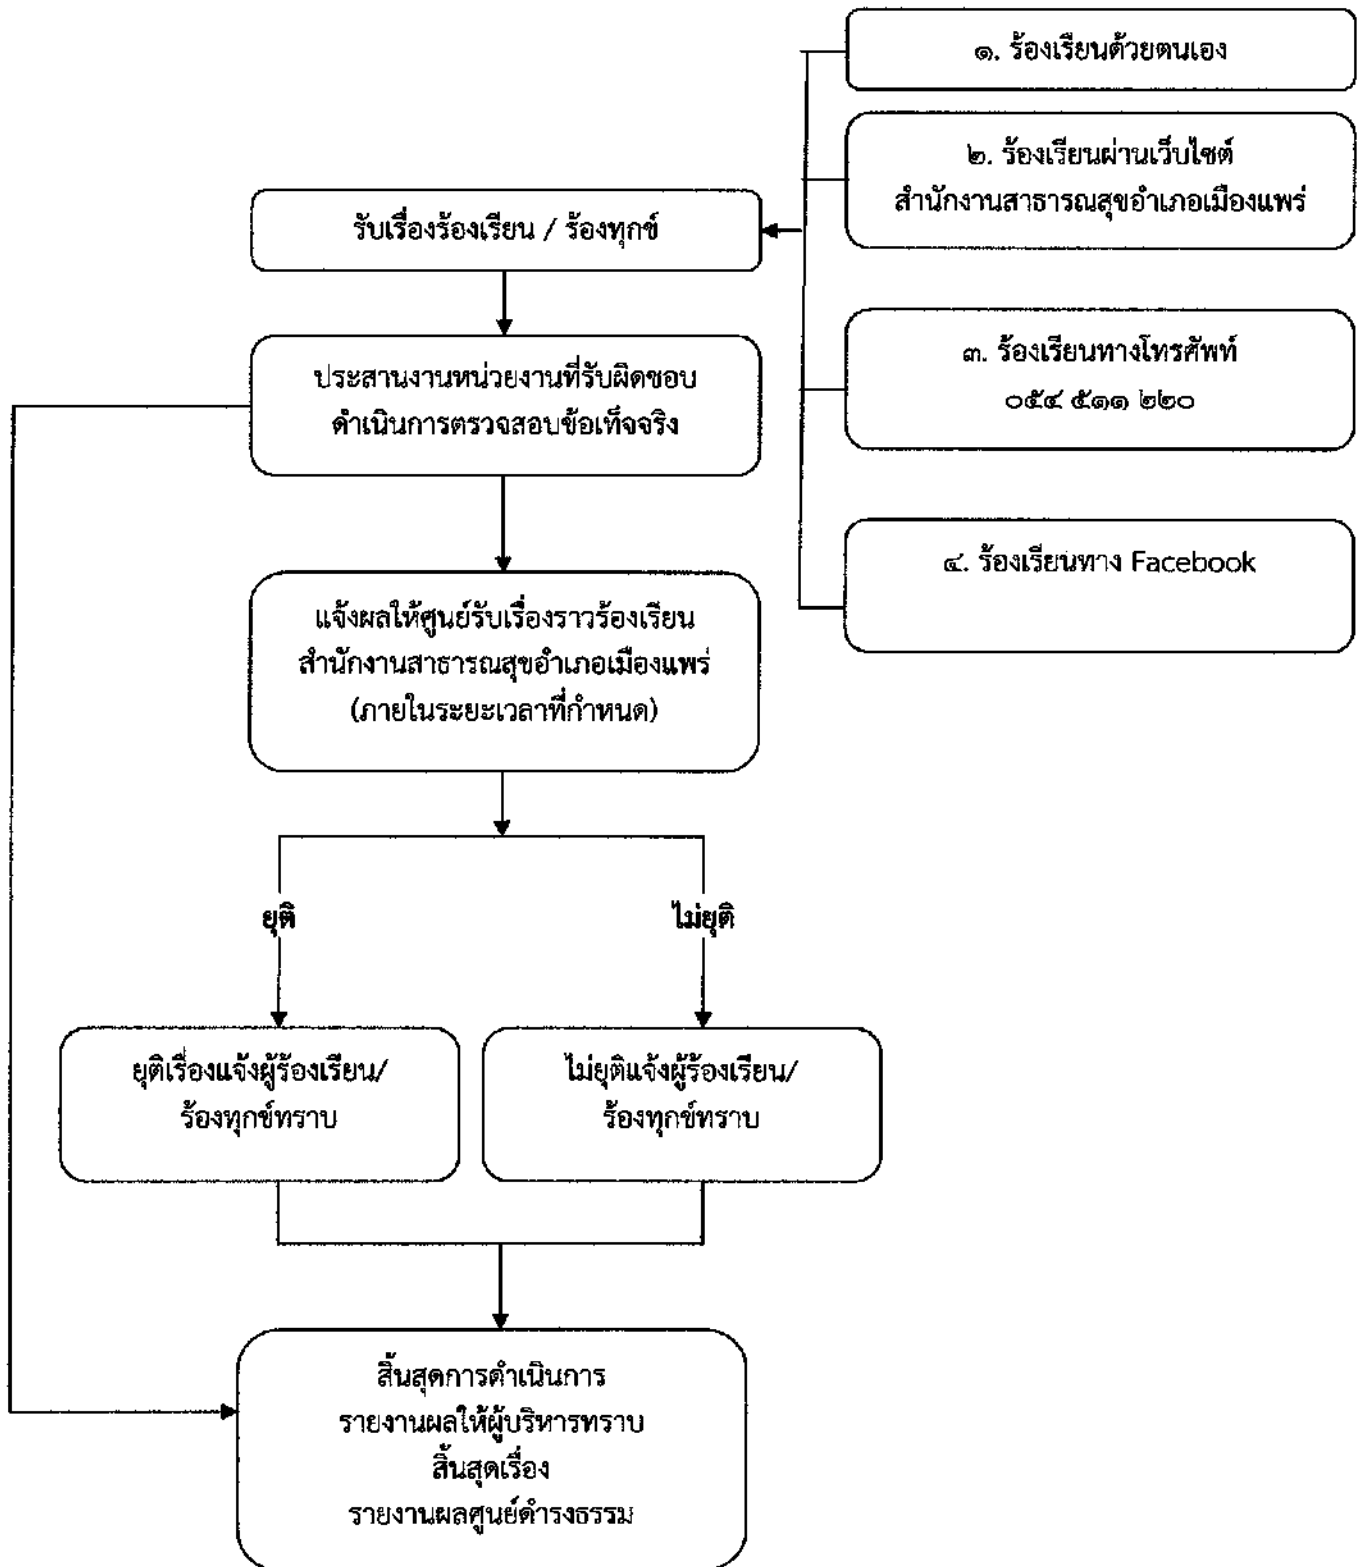 ๑. ร้องเรียนด้วยตนเอง
๒. ร้องเรียนผ่านเว็บไซต์
สำนักงานสาธารณสุขอำเภอเมืองแพร่
รับเรื่องร้องเรียน / ร้องทุกข์
๓. ร้องเรียนทางโทรศัพท์
๐๕๔ ๕๑๑ ๒๒๐
ประสานงานหน่วยงานที่รับผิดชอบ
ดำเนินการตรวจสอบข้อเท็จจริง
๔. ร้องเรียนทาง Facebook
แจ้งผลให้ศูนย์รับเรื่องราวร้องเรียน
สำนักงานสาธารณสุขอำเภอเมืองแพร่
(ภายในระยะเวลาที่กำหนด)
ยุติ
ไม่ยุติ
ยุติเรื่องแจ้งผู้ร้องเรียน/
ร้องทุกข์ทราบ
ไม่ยุติแจ้งผู้ร้องเรียน/
ร้องทุกข์ทราบ
สิ้นสุดการดำเนินการ
รายงานผลให้ผู้บริหารทราบ
สิ้นสุดเรื่อง
รายงานผลศูนย์ดำรงธรรม